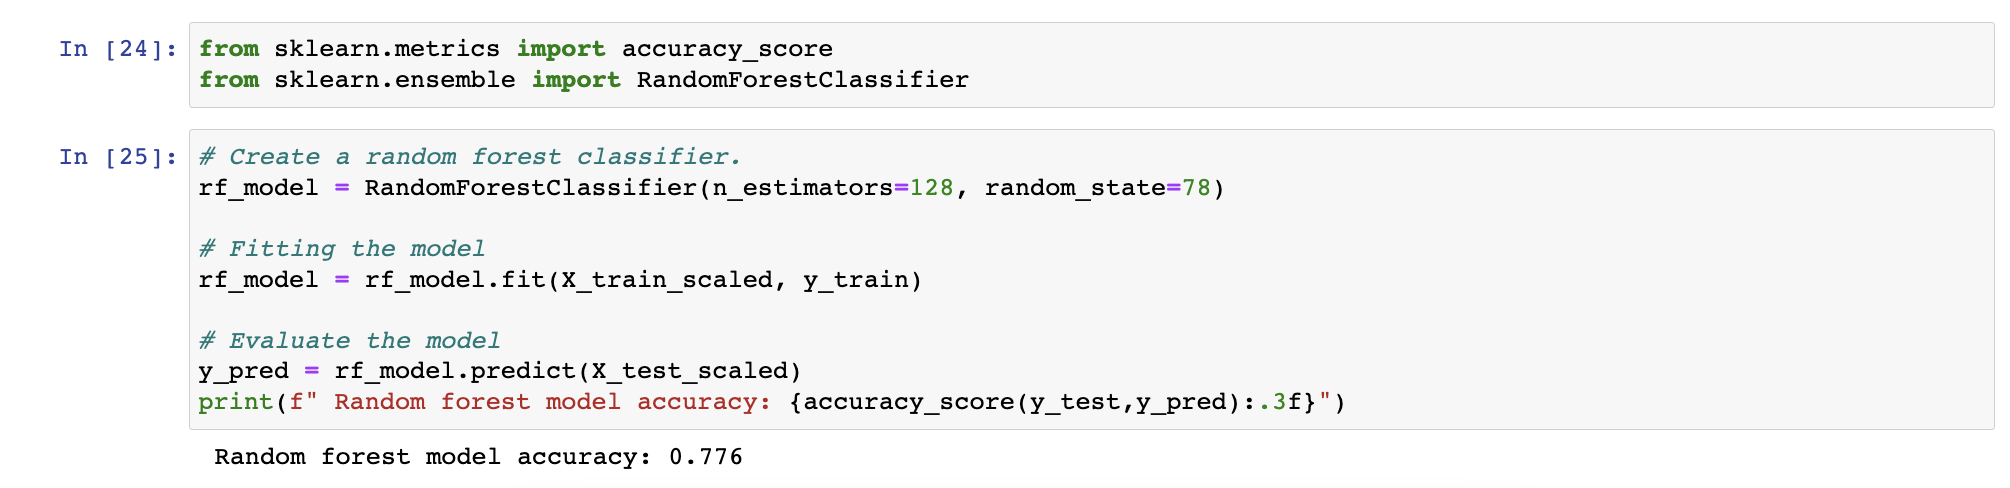 In [24]: from sklearn.metrics import accuracy_score
from sklearn.ensemble import RandomForestClassifier
In [25]: # Create a random forest classifier.
rf_model = RandomForestClassifier(n_estimators=128, random_state=78)
# Fitting the model
rf_model = rf_model.fit(X_train_scaled, y_train)
# Evaluate the model
y_pred = rf_model.predict(X_test_scaled)
print(f" Random forest model accuracy: {accuracy_score(y_test,y_pred):.3f}")
Random forest model accuracy: 0.776